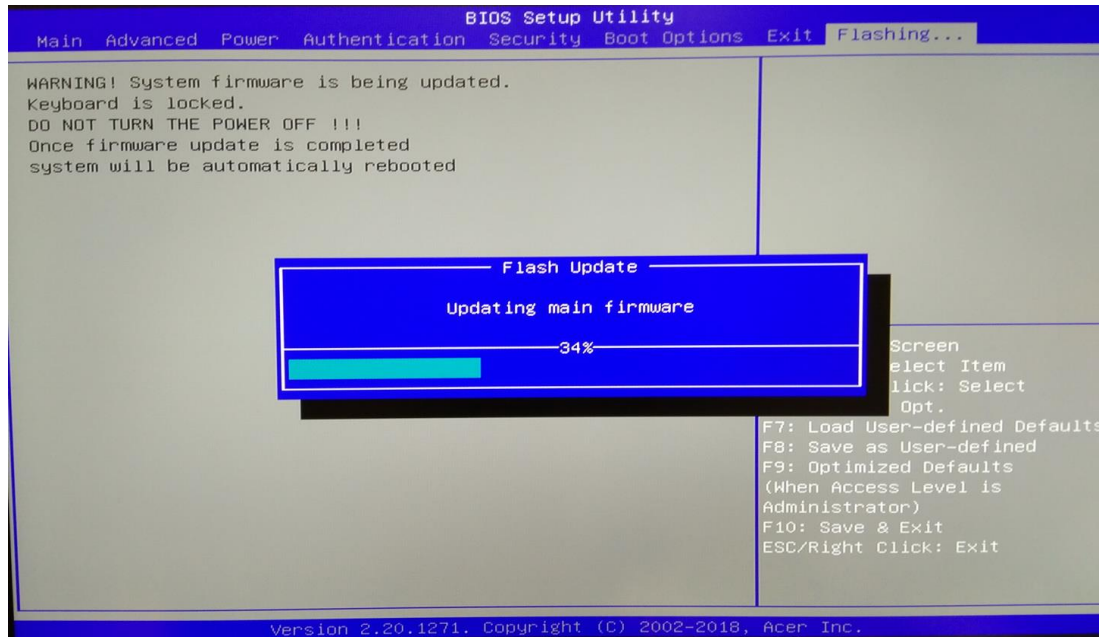 BIOS Setup Utility
Main Advanced Power Authentication Security Boot Options Exit Flashing...
WARNING! System firmware is being updated.
Keyboard is locked.
DO NOT TURN THE POWER OFF !!!
Once firmware update is completed
system will be automatically rebooted
Flash Update
Updating main firmware
34%
Screen
elect Item
lick: Select
Opt.
F7: Load User-defined Defaults
F8: Save as User-defined
F9: Optimized Defaults
(When Access Level is
Administrator)
F10: Save & Exit
ESC/Right Click: Exit
Version 2.20.1271. Copyright (C) 2002-2018, Acer Inc.